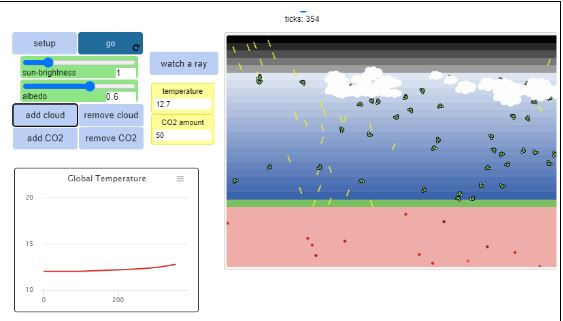 ticks: 354
setup
go
sun-brightness 1
albedo 0.6
watch a ray
temperature
12.7
CO2 amount
50
add cloud
remove cloud
add CO2
remove CO2
Global Temperature
20
15
10
0
200